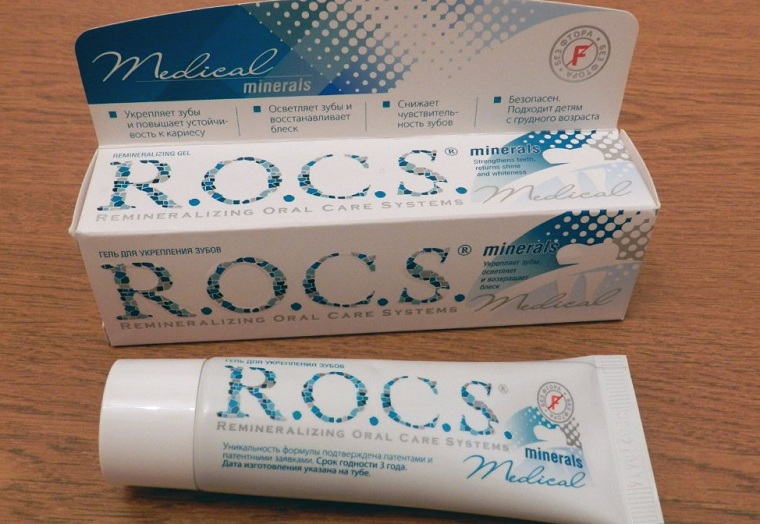 Medical
minerals
БЕЗ ФТОРА • БЕЗ ФТОРА •
F
Укрепляет зубы
и повышает устойчи-
вость к кариесу
Осветляет зубы и
восстанавливает
блеск
Снижает
чувствитель-
ность зубов
Безопасен.
Подходит детям
с грудного возраста
REMINERALIZING GEL
R.O.C.S.®
REMINERALIZING ORAL CARE SYSTEMS
minerals
Strengthens teeth,
returns shine
and whiteness.
Medical
ГЕЛЬ ДЛЯ УКРЕПЛЕНИЯ ЗУБОВ
R.O.C.S.®
REMINERALIZING ORAL CARE SYSTEMS
minerals
Укрепляет зубы,
осветляет
и возвращает
блеск
Medical
ГЕЛЬ ДЛЯ УКРЕПЛЕНИЯ ЗУБОВ
R.O.C.S.®
REMINERALIZING ORAL CARE SYSTEMS
БЕЗ ФТОРА • БЕЗ ФТОРА •
F
minerals
Medical
Уникальность формулы подтверждена патентами и
патентными заявками. Срок годности 3 года.
Дата изготовления указана на тубе.